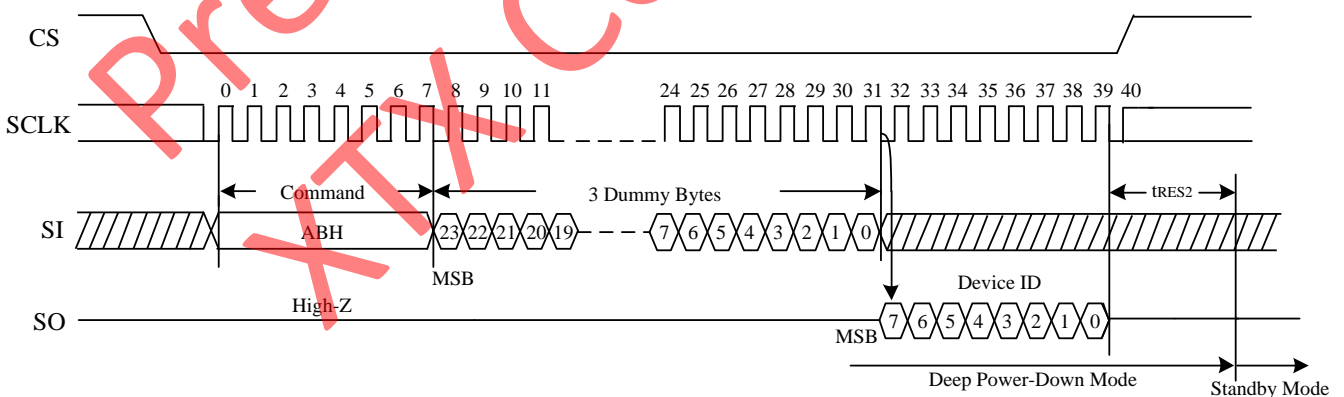 Pre
XTX Co
CS
0 1 2 3 4 5 6 7 8 9 10 11 24 25 26 27 28 29 30 31 32 33 34 35 36 37 38 39 40
SCLK
Command 3 Dummy Bytes tRES2
SI ABH 23 22 21 20 19 7 6 5 4 3 2 1 0
MSB Device ID
High-Z
SO 7 6 5 4 3 2 1 0
MSB
Deep Power-Down Mode Standby Mode